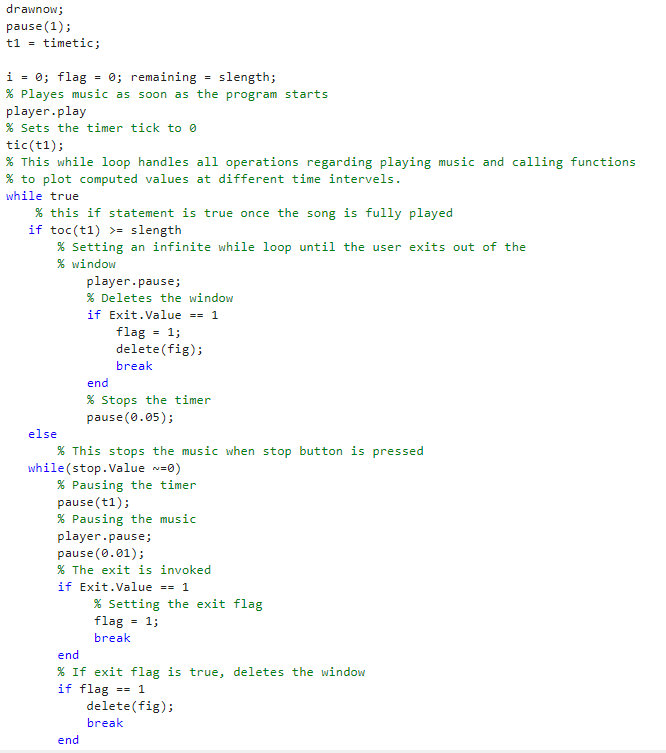 drawnow;
pause(1);
t1 = timetic;
i = 0; flag = 0; remaining = slength;
% Playes music as soon as the program starts
player.play
% Sets the timer tick to 0
tic(t1);
% This while loop handles all operations regarding playing music and calling functions
% to plot computed values at different time intervels.
while true
% this if statement is true once the song is fully played
if toc(t1) >= slength
% Setting an infinite while loop until the user exits out of the
% window
player.pause;
% Deletes the window
if Exit.Value == 1
flag = 1;
delete(fig);
break
end
% Stops the timer
pause(0.05);
else
% This stops the music when stop button is pressed
while(stop.Value ~=0)
% Pausing the timer
pause(t1);
% Pausing the music
player.pause;
pause(0.01);
% The exit is invoked
if Exit.Value == 1
% Setting the exit flag
flag = 1;
break
end
% If exit flag is true, deletes the window
if flag == 1
delete(fig);
break
end